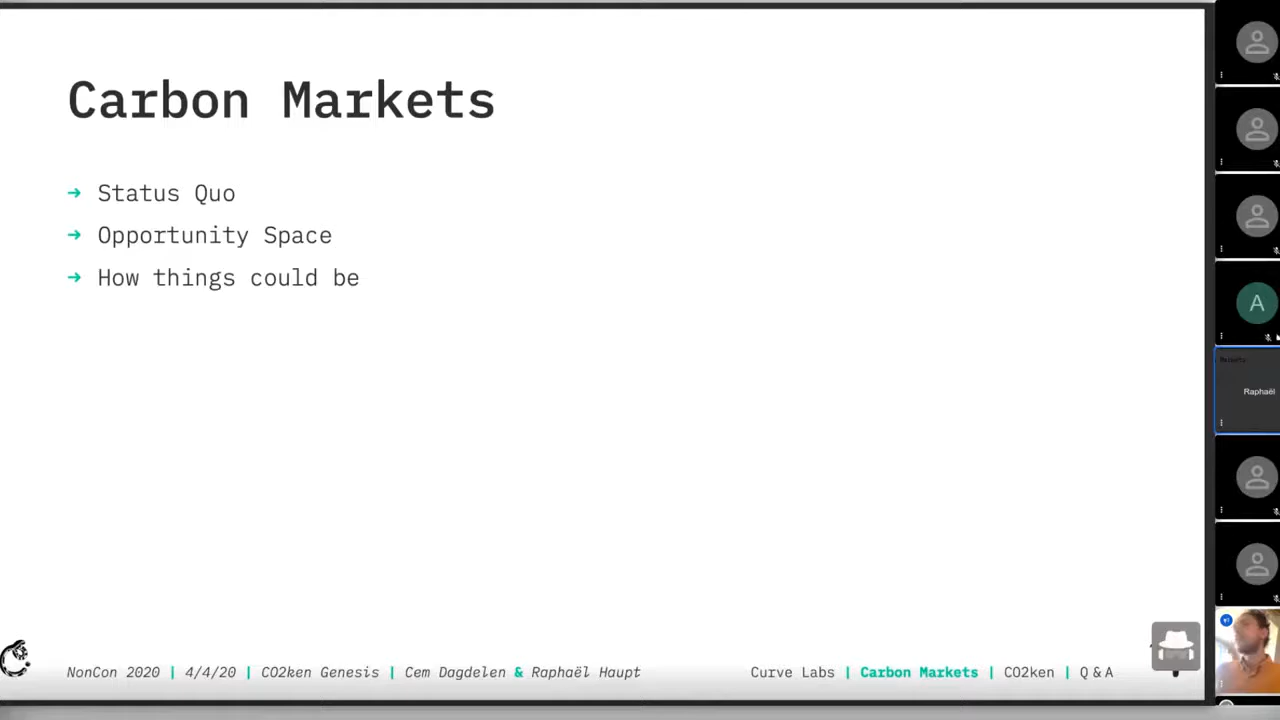 Carbon Markets
→ Status Quo
→ Opportunity Space
→ How things could be
A
Raphaël
NonCon 2020 | 4/4/20 | CO2ken Genesis | Cem Dagdelen & Raphaël Haupt
Curve Labs | Carbon Markets | CO2ken | Q & A